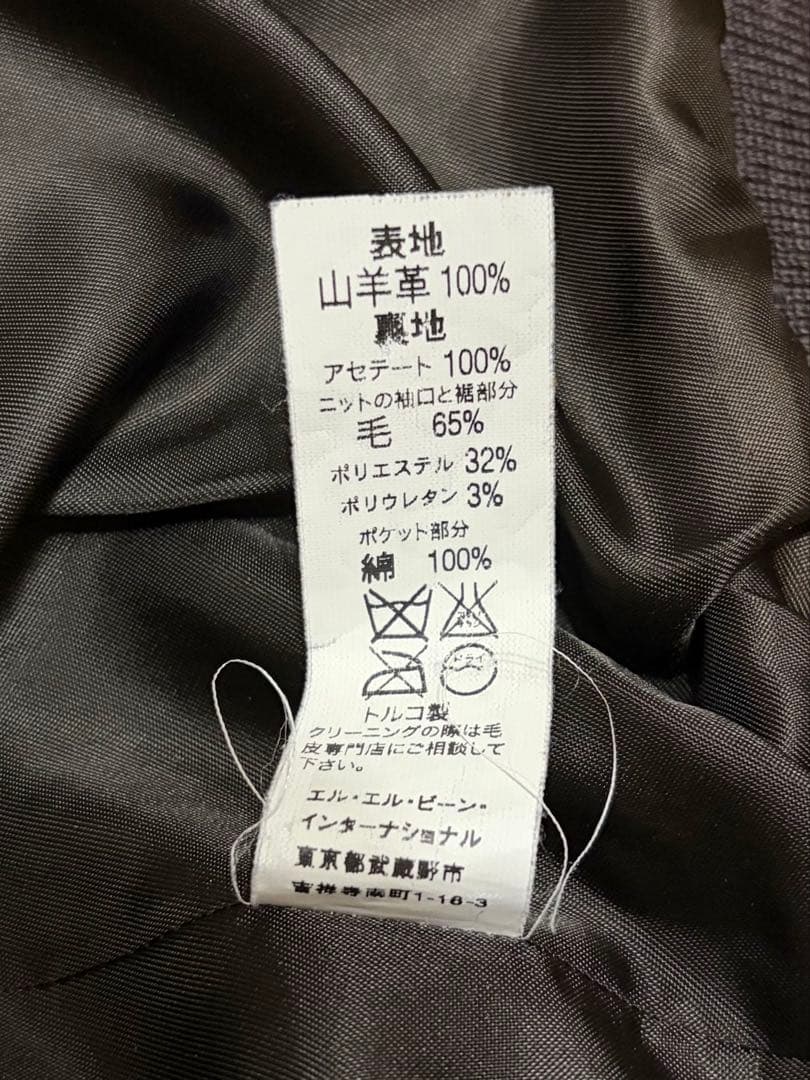 表地
山羊革 100%
裏地
アセテート 100%
ニットの袖口と裾部分
毛 65%
ポリエステル 32%
ポリウレタン 3%
ポケット部分
綿 100%
ドライ
トルコ製
クリーニングの際は毛
皮専門店にご相談して
下さい。
エル・エル・ビーン・
インターナショナル
東京都武蔵野市
吉祥寺南町1-16-3